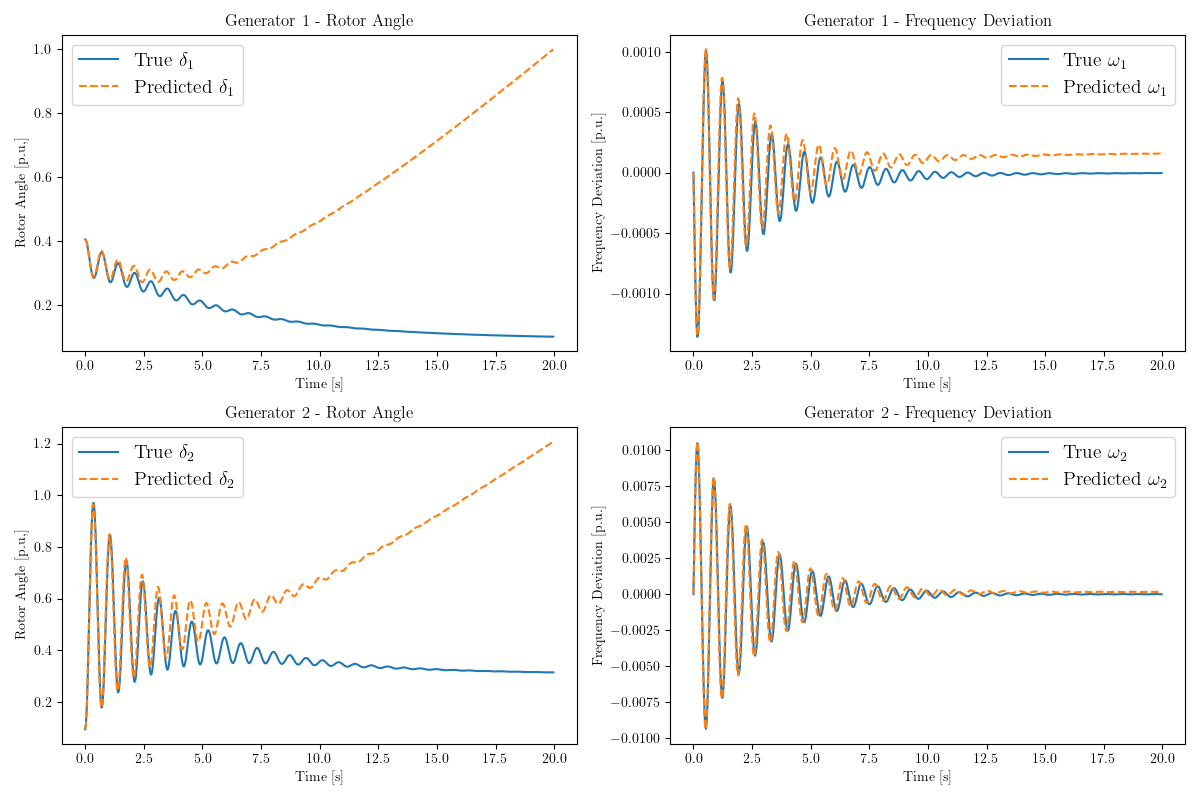 Generator 1 - Rotor Angle
True δ₁
Predicted δ₁
Rotor Angle [p.u.]
1.0
0.8
0.6
0.4
0.2
0.0 2.5 5.0 7.5 10.0 12.5 15.0 17.5 20.0
Time [s]
Generator 1 - Frequency Deviation
True ω₁
Predicted ω₁
Frequency Deviation [p.u.]
0.0010
0.0005
0.0000
−0.0005
−0.0010
0.0 2.5 5.0 7.5 10.0 12.5 15.0 17.5 20.0
Time [s]
Generator 2 - Rotor Angle
True δ₂
Predicted δ₂
Rotor Angle [p.u.]
1.2
1.0
0.8
0.6
0.4
0.2
0.0 2.5 5.0 7.5 10.0 12.5 15.0 17.5 20.0
Time [s]
Generator 2 - Frequency Deviation
True ω₂
Predicted ω₂
Frequency Deviation [p.u.]
0.0100
0.0075
0.0050
0.0025
0.0000
−0.0025
−0.0050
−0.0075
−0.0100
0.0 2.5 5.0 7.5 10.0 12.5 15.0 17.5 20.0
Time [s]